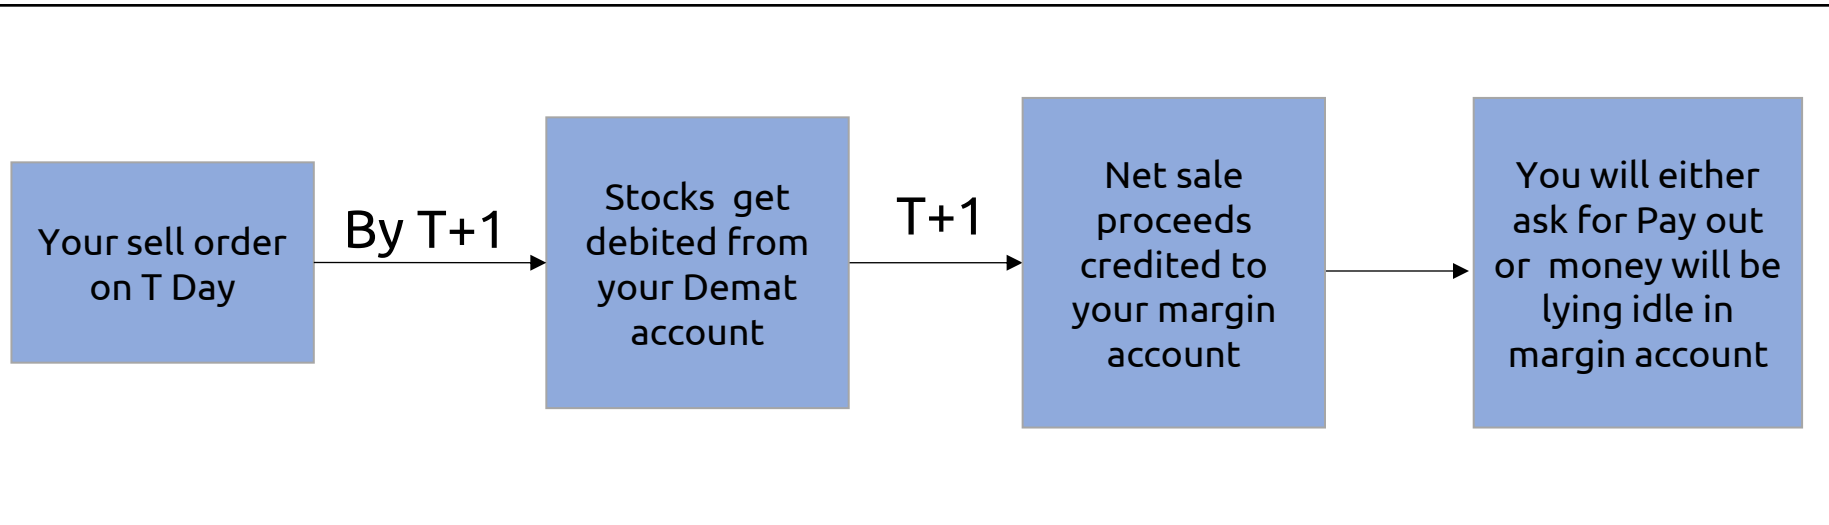 Your sell order
on T Day
By T+1
Stocks  get
debited from
your Demat
account
T+1
Net sale
proceeds
credited to
your margin
account
You will either
ask for Pay out
or  money will be
lying idle in
margin account